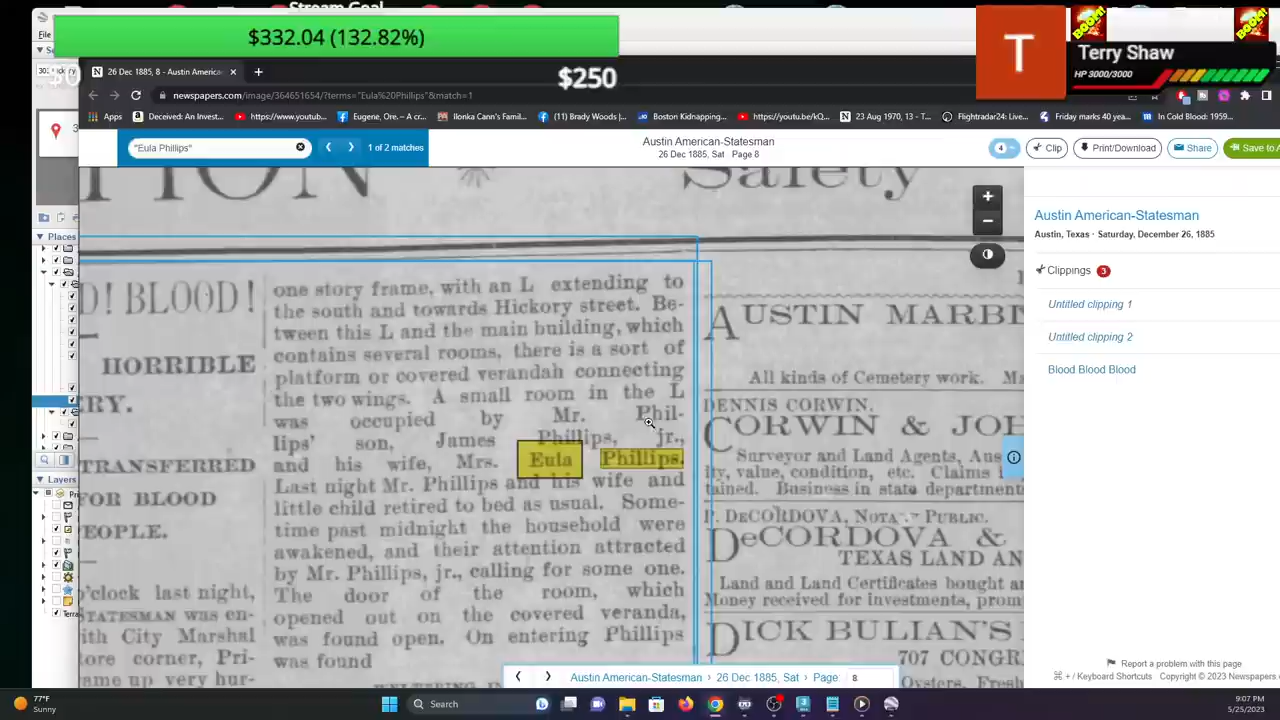 Stream Goal
$332.04 (132.82%)
$250
T
Terry Shaw
HP 3000/3000
File
26 Dec 1885, 8 - Austin America
newspapers.com/image/364651654/?terms="Eula%20Phillips"&match=1
Apps
Deceived: An Invest...
https://www.youtub...
Eugene, Ore. – A cr...
Ilonka Cann's Famil...
(11) Brady Woods |...
Boston Kidnapping...
https://youtu.be/kQ...
23 Aug 1970, 13 - T...
Flightradar24: Live...
Friday marks 40 yea...
In Cold Blood: 1959...
"Eula Phillips"
1 of 2 matches
Austin American-Statesman
26 Dec 1885, Sat Page 8
4
Clip
Print/Download
Share
Save to A
Safety
Places
Layers
D! BLOOD!
HORRIBLE
RY.
TRANSFERRED
FOR BLOOD
EOPLE.
o'clock last night,
STATESMAN was en-
ith City Marshal
tore corner, Pri-
ame up very hur-
one story frame, with an L extending to
the south and towards Hickory street. Be-
tween this L and the main building, which
contains several rooms, there is a sort of
platform or covered verandah connecting
the two wings. A small room in the L
was occupied by Mr. Phil-
lips' son, James Phillips, jr.,
and his wife, Mrs. Eula Phillips.
Last night Mr. Phillips and his wife and
little child retired to bed as usual. Some-
time past midnight the household were
awakened, and their attention attracted
by Mr. Phillips, jr., calling for some one.
The door of the room, which
opened out on the covered veranda,
was found open. On entering Phillips
was found
AUSTIN MARBL
All kinds of Cemetery work.
DENNIS CORWIN.
CORWIN & JOH
Surveyor and Land Agents, Aus
ity, value, condition, etc. Claims
tained. Business in state department
P. DECORDOVA, NOTARY PUBLIC.
DeCORDOVA &
TEXAS LAND AN
Land and Land Certificates bought a
Money received for investments, prom
DICK BULIAN'S
707 CONGR
Oysters, Fresh
Austin American-Statesman
Austin, Texas · Saturday, December 26, 1885
Clippings 3
Untitled clipping 1
Untitled clipping 2
Blood Blood Blood
Report a problem with this page
+ / Keyboard Shortcuts Copyright © 2023 Newspapers
Austin American-Statesman › 26 Dec 1885, Sat › Page: 8
77°F
Sunny
Search
9:07 PM
5/25/2023